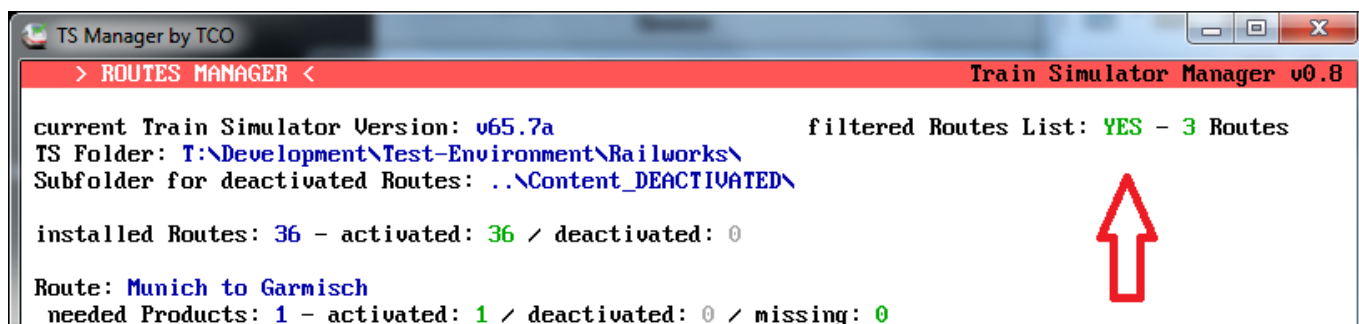 TS Manager by TCO
> ROUTES MANAGER < Train Simulator Manager v0.8
current Train Simulator Version: v65.7a filtered Routes List: YES - 3 Routes
TS Folder: T:\Development\Test-Environment\Railworks\
Subfolder for deactivated Routes: ..\Content_DEACTIVATED\
installed Routes: 36 - activated: 36 / deactivated: 0
Route: Munich to Garmisch
needed Products: 1 - activated: 1 / deactivated: 0 / missing: 0